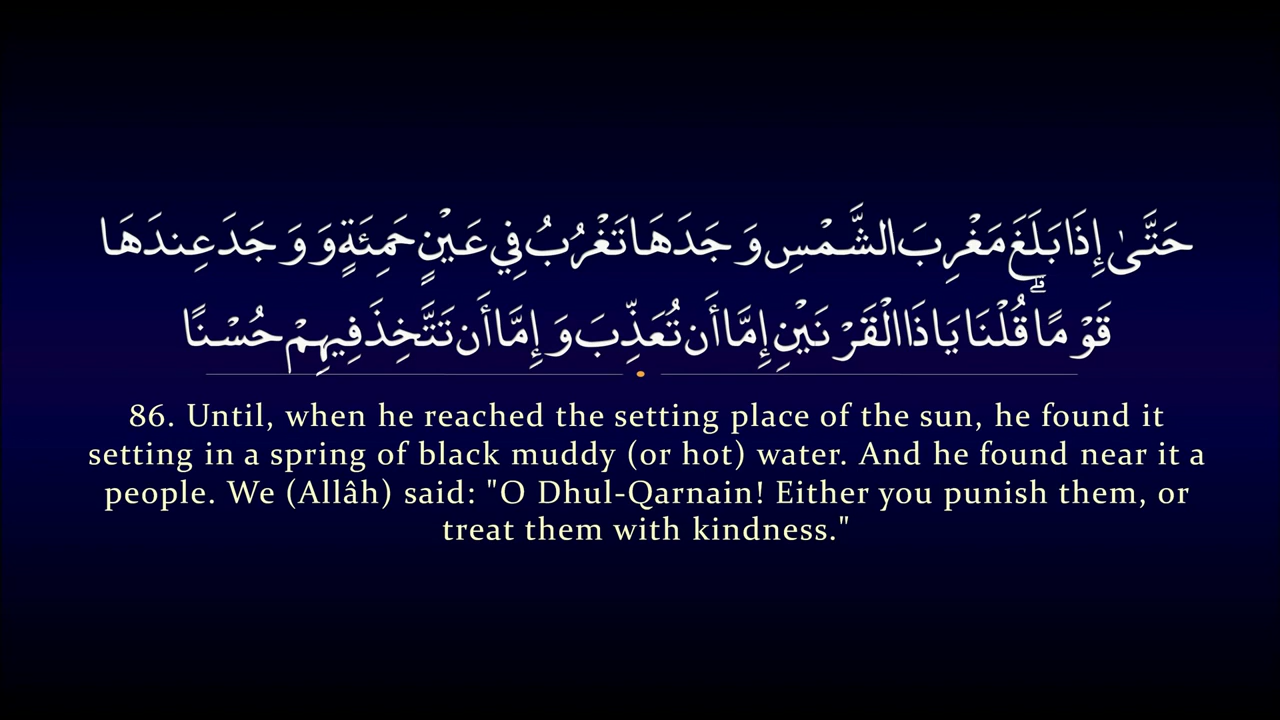 حَتَّىٰ إِذَا بَلَغَ مَغْرِبَ الشَّمْسِ وَجَدَهَا تَغْرُبُ فِي عَيْنٍ حَمِئَةٍ وَوَجَدَ عِندَهَا
قَوْمًا ۗ قُلْنَا يَا ذَا الْقَرْنَيْنِ إِمَّا أَن تُعَذِّبَ وَإِمَّا أَن تَتَّخِذَ فِيهِمْ حُسْنًا
86. Until, when he reached the setting place of the sun, he found it
setting in a spring of black muddy (or hot) water. And he found near it a
people. We (Allâh) said: "O Dhul-Qarnain! Either you punish them, or
treat them with kindness."